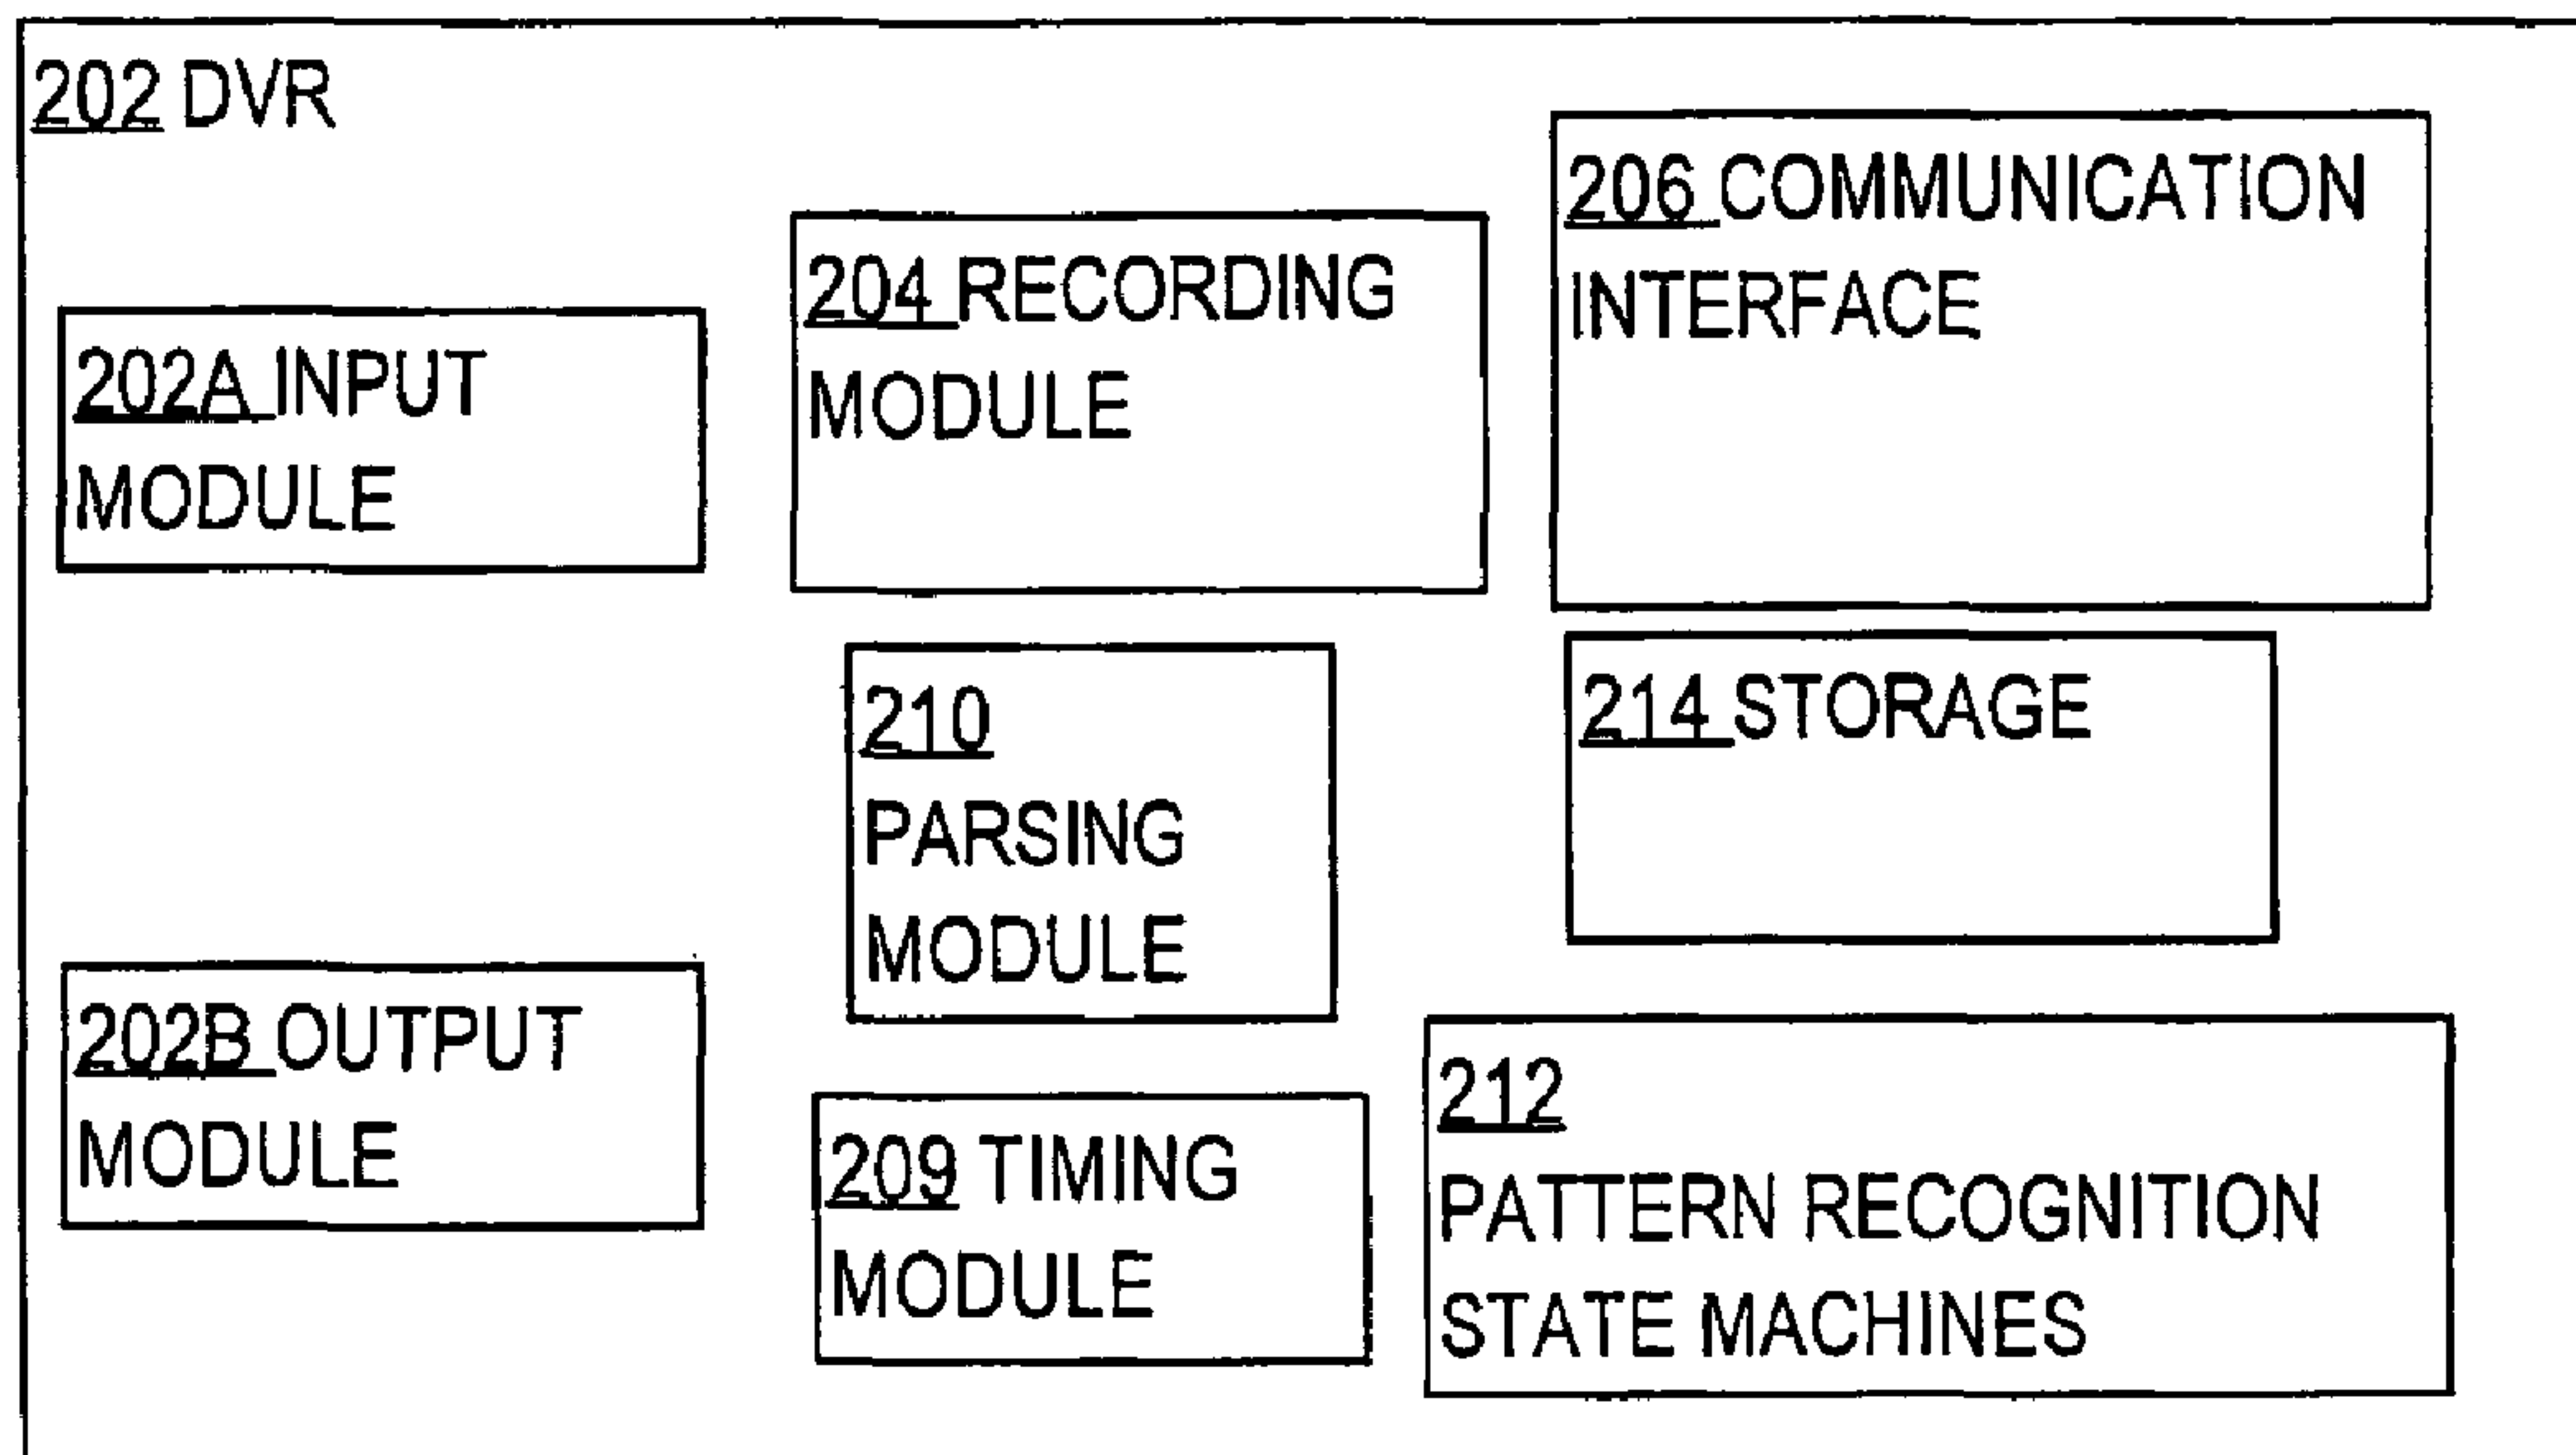 202 DVR
202A INPUT
MODULE
204 RECORDING
MODULE
206 COMMUNICATION
INTERFACE
210
PARSING
MODULE
214 STORAGE
202B OUTPUT
MODULE
209 TIMING
MODULE
212
PATTERN RECOGNITION
STATE MACHINES